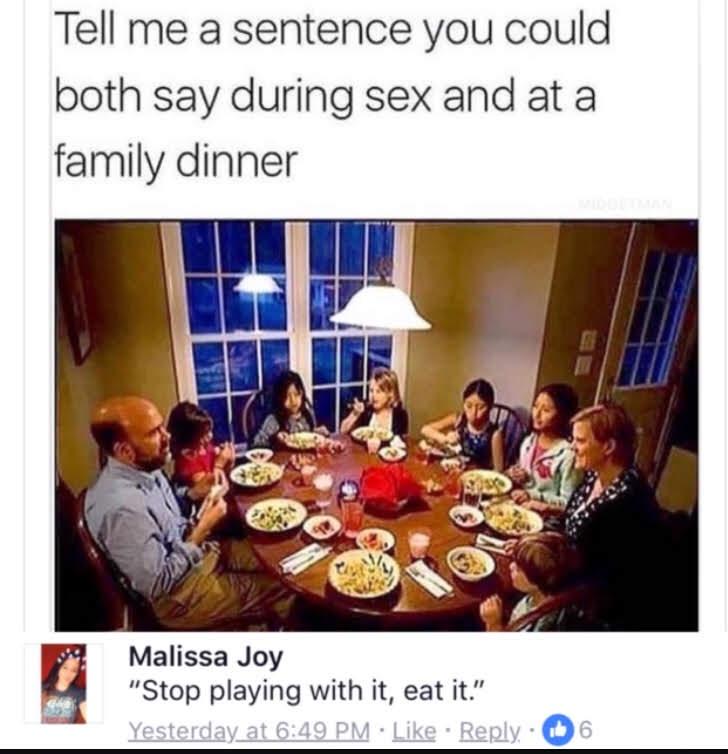 Tell me a sentence you could
both say during sex and at a
family dinner
MIDGETMAN
Malissa Joy
“Stop playing with it, eat it.”
Yesterday at 6:49 PM · Like · Reply · 6